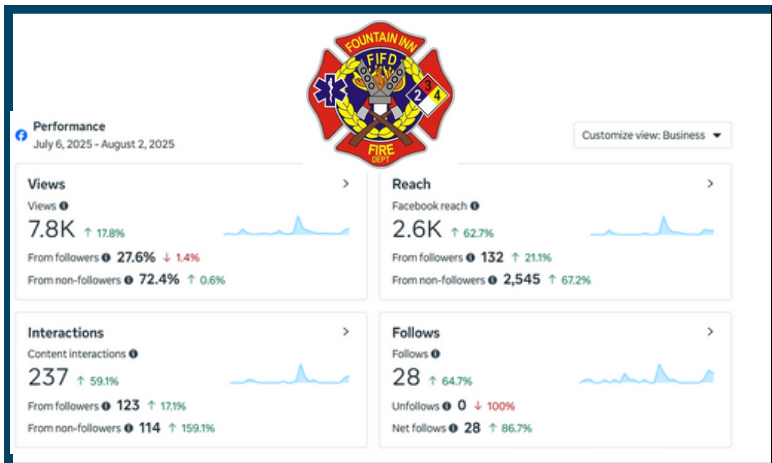 FOUNTAIN INN
FIFD
2
3
4
FIRE
DEPT
Performance
July 6, 2025 - August 2, 2025
Customize view: Business
Views
Views
7.8K ↑ 17.8%
From followers 27.6% ↓ 1.4%
From non-followers 72.4% ↑ 0.6%
Reach
Facebook reach
2.6K ↑ 62.7%
From followers 132 ↑ 21.1%
From non-followers 2,545 ↑ 67.2%
Interactions
Content interactions
237 ↑ 59.1%
From followers 123 ↑ 17.1%
From non-followers 114 ↑ 159.1%
Follows
Follows
28 ↑ 64.7%
Unfollows 0 ↓ 100%
Net follows 28 ↑ 86.7%